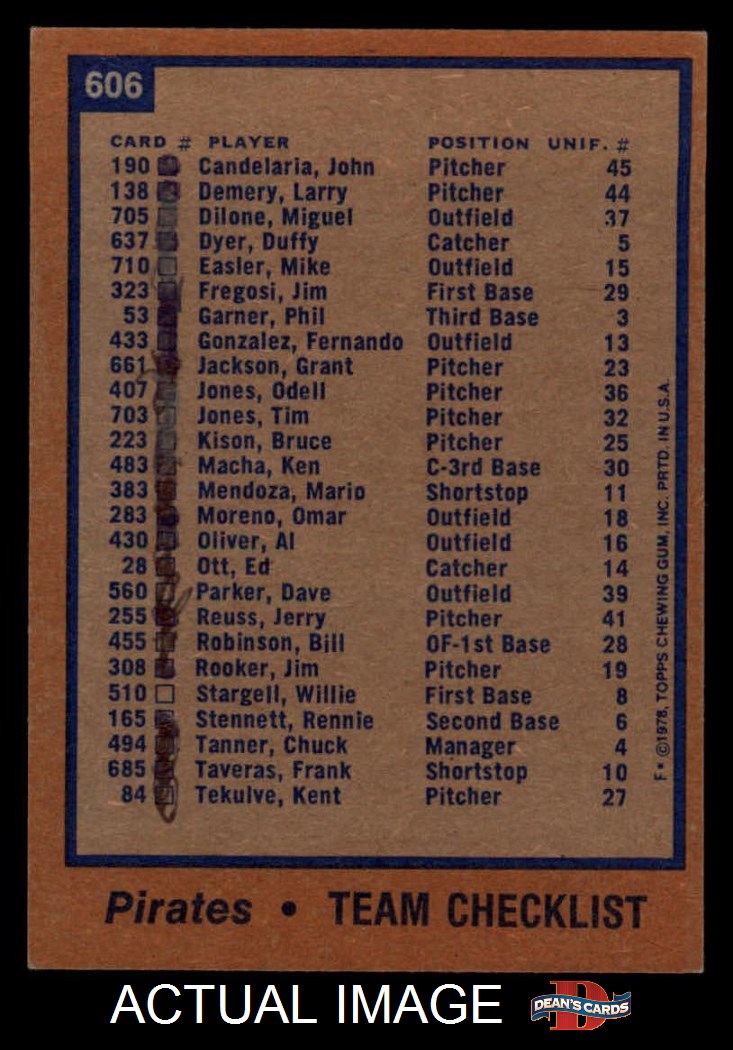 606
CARD # PLAYER POSITION UNIF. #
190 Candelaria, John Pitcher 45
138 Demery, Larry Pitcher 44
705 Dilone, Miguel Outfield 37
637 Dyer, Duffy Catcher 5
710 Easler, Mike Outfield 15
323 Fregosi, Jim First Base 29
53 Garner, Phil Third Base 3
433 Gonzalez, Fernando Outfield 13
661 Jackson, Grant Pitcher 23
407 Jones, Odell Pitcher 36
703 Jones, Tim Pitcher 32
223 Kison, Bruce Pitcher 25
483 Macha, Ken C-3rd Base 30
383 Mendoza, Mario Shortstop 11
283 Moreno, Omar Outfield 18
430 Oliver, Al Outfield 16
28 Ott, Ed Catcher 14
560 Parker, Dave Outfield 39
255 Reuss, Jerry Pitcher 41
455 Robinson, Bill OF-1st Base 28
308 Rooker, Jim Pitcher 19
510 Stargell, Willie First Base 8
165 Stennett, Rennie Second Base 6
494 Tanner, Chuck Manager 4
685 Taveras, Frank Shortstop 10
84 Tekulve, Kent Pitcher 27
F* ©1978, TOPPS CHEWING GUM, INC. PRTD. IN U.S.A.
Pirates • TEAM CHECKLIST
ACTUAL IMAGE D DEAN'S CARDS